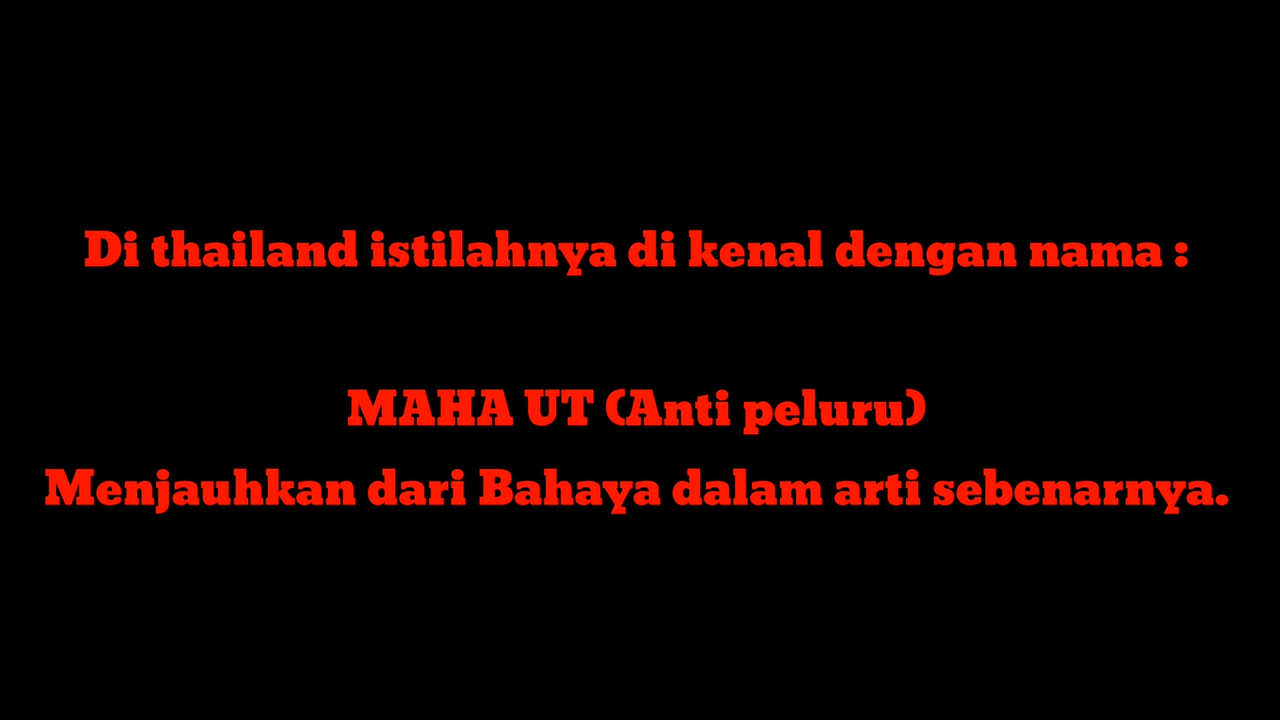 Di thailand istilahnya di kenal dengan nama :
MAHA UT (Anti peluru)
Menjauhkan dari Bahaya dalam arti sebenarnya.